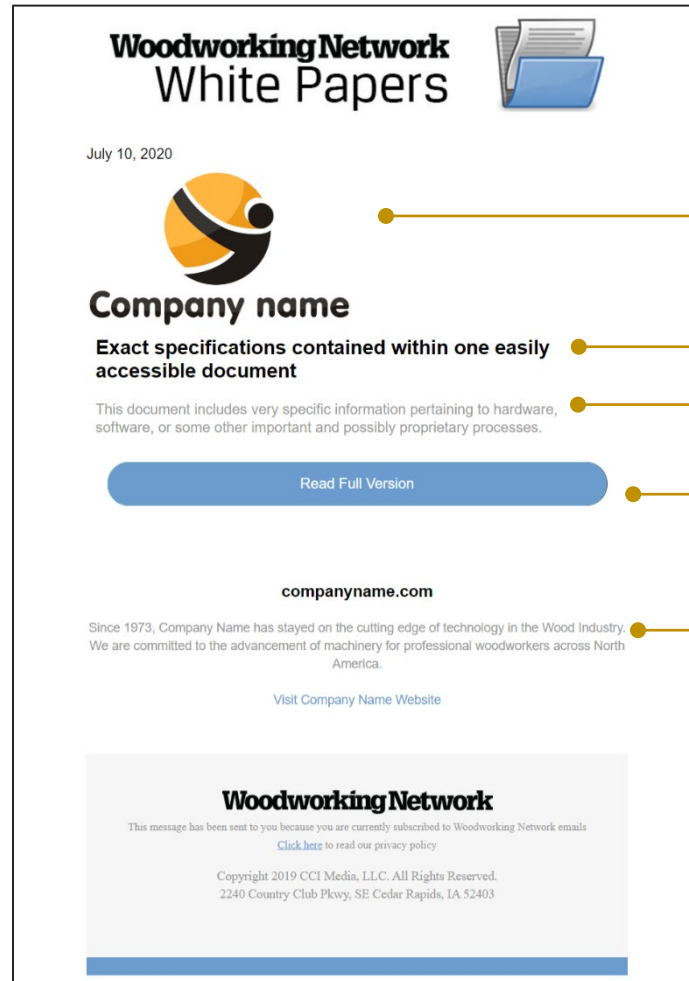 Woodworking Network
White Papers
July 10, 2020
Company name
Exact specifications contained within one easily
accessible document
This document includes very specific information pertaining to hardware,
software, or some other important and possibly proprietary processes.
Read Full Version
companyname.com
Since 1973, Company Name has stayed on the cutting edge of technology in the Wood Industry.
We are committed to the advancement of machinery for professional woodworkers across North
America.
Visit Company Name Website
Woodworking Network
This message has been sent to you because you are currently subscribed to Woodworking Network emails
Click here to read our privacy policy
Copyright 2019 CCI Media, LLC. All Rights Reserved.
2240 Country Club Pkwy, SE Cedar Rapids, IA 52403